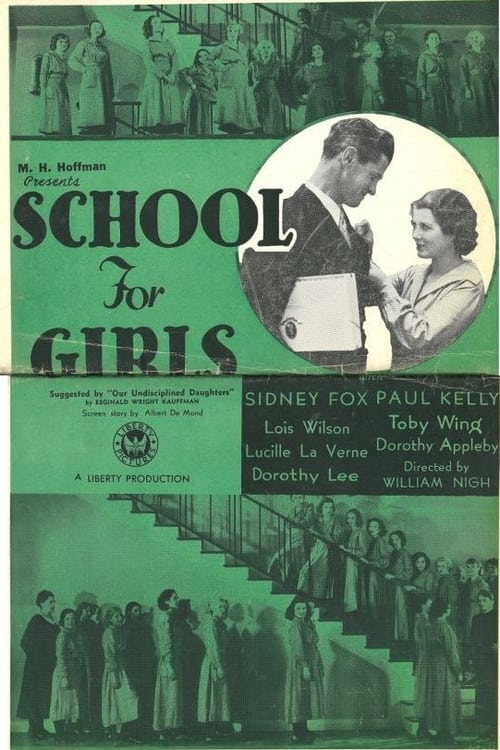 M. H. Hoffman
Presents
SCHOOL
For
GIRLS
Suggested by "Our Undisciplined Daughters"
by REGINALD WRIGHT KAUFFMAN
Screen story by Albert De Mond
LIBERTY
PICTURES
A LIBERTY PRODUCTION
with
SIDNEY FOX PAUL KELLY
Lois Wilson Toby Wing
Lucille La Verne Dorothy Appleby
Dorothy Lee Directed by
WILLIAM NIGH